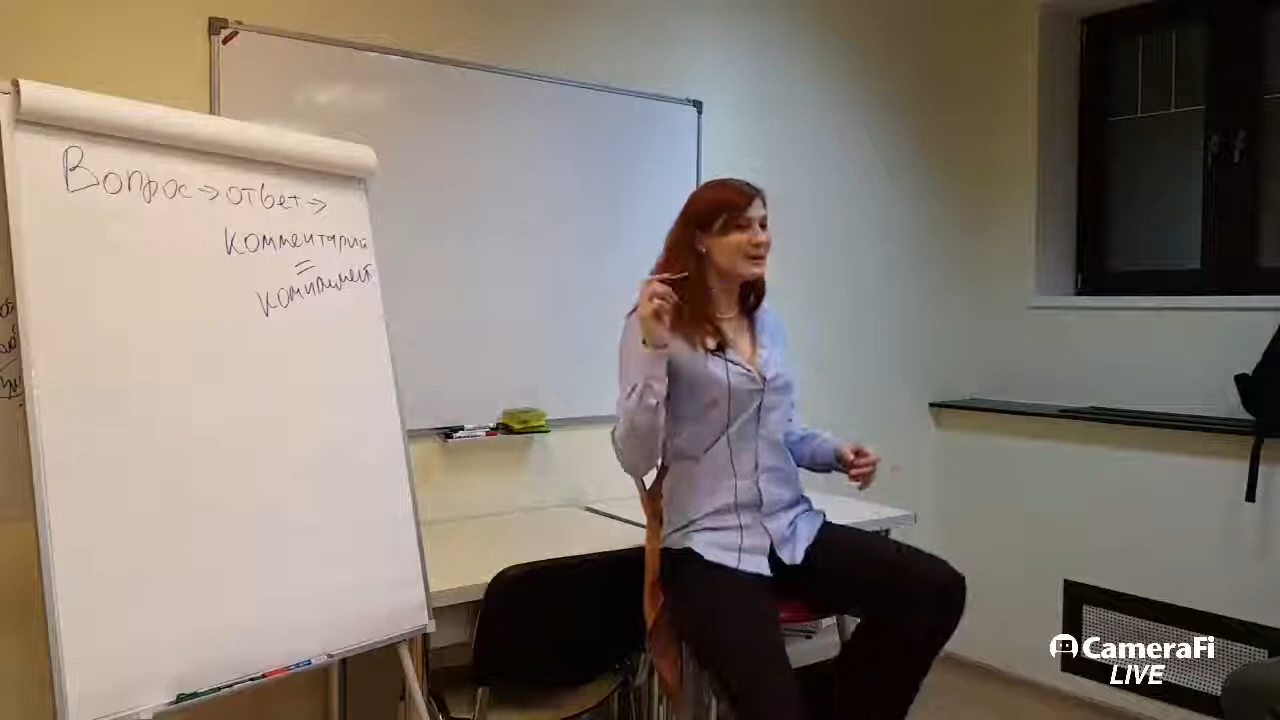 Вопрос → ответ →
комментарий
=
комплимент
CameraFi
LIVE